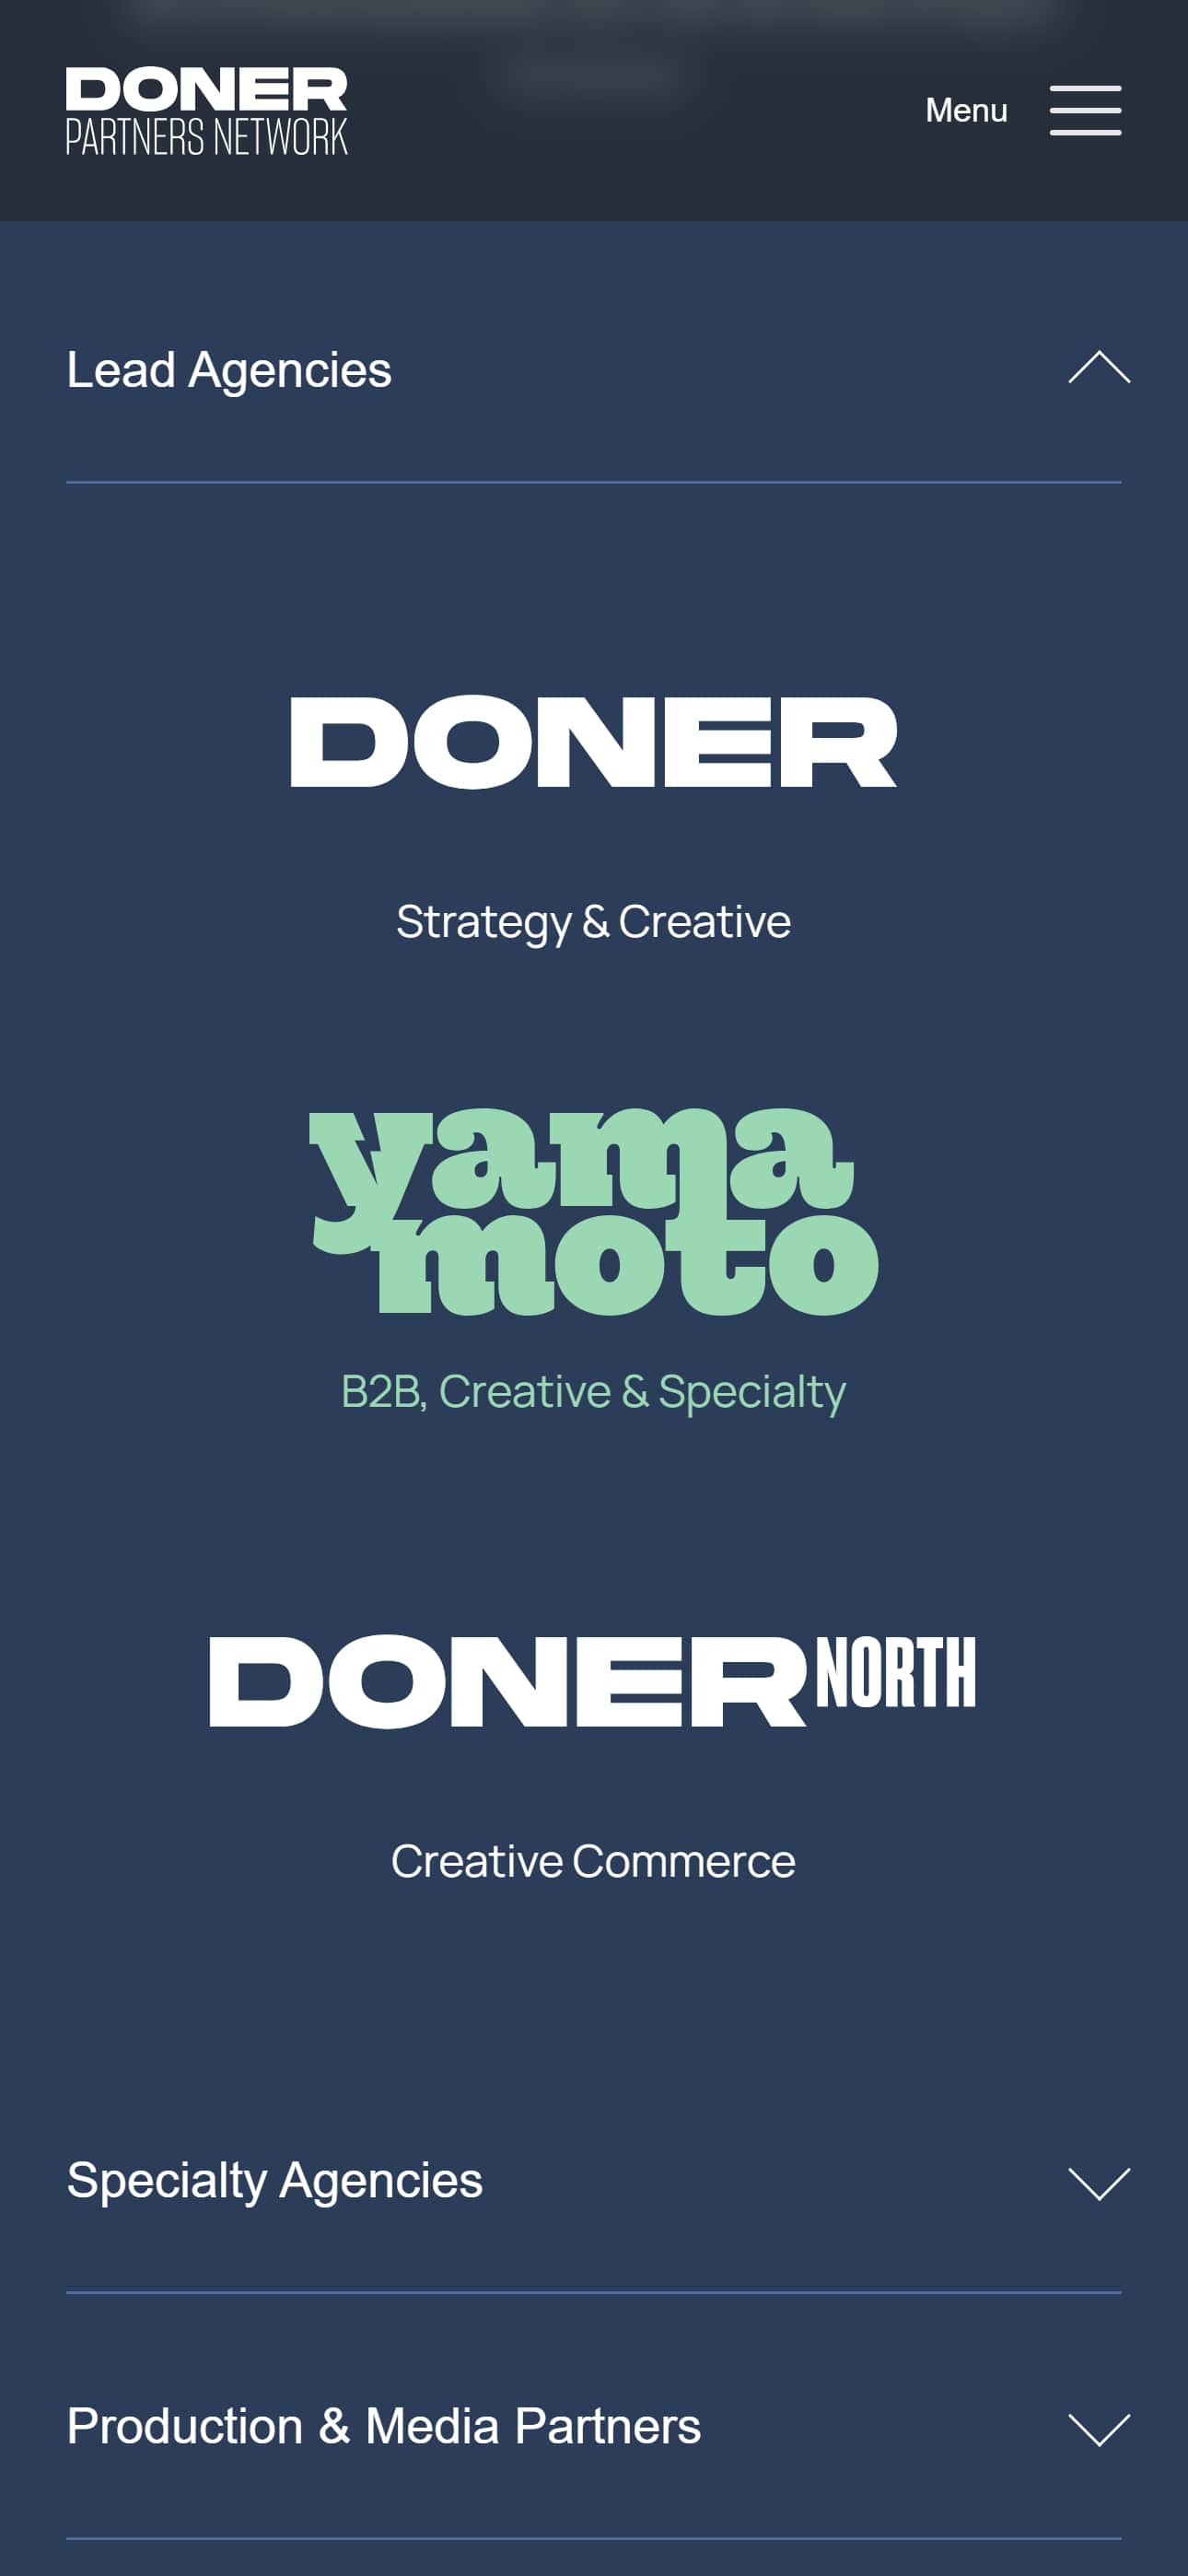 DONER
PARTNERS NETWORK
Menu
Lead Agencies
DONER
Strategy & Creative
yama
moto
B2B, Creative & Specialty
DONER NORTH
Creative Commerce
Specialty Agencies
Production & Media Partners